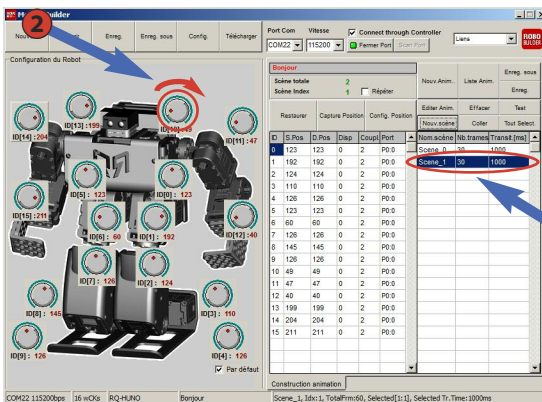 Builder
2
Enreg.
Enreg. sous
Config.
Télécharger
Port Com
Vitesse
Connect through Controller
COM22
115200
Fermer Port
Scan Port
Liens
ROBO
BUILDER
Configuration du Robot
ID[13] :199
ID[10] :49
ID[14] :204
ID[11] : 47
ID[5] : 123
ID[0] : 123
ID[15] :211
ID[6] : 60
ID[1] : 192
ID[12] :40
ID[7] : 126
ID[2] : 124
ID[8] : 145
ID[3] : 110
ID[9] : 126
ID[4] : 126
Par défaut
Bonjour
Scène totale 2
Scène Index 1
Répéter
Nouv. Anim.
Liste Anim.
Enreg. sous
Enreg.
Restaurer
Capture Position
Config. Position
Editer Anim.
Effacer
Test
Nouv.scène
Coller
Tout Select.
ID S.Pos D.Pos Disp Coupl. Port
0 123 123 0 2 P0:0
1 192 192 0 2 P0:0
2 124 124 0 2 P0:0
3 110 110 0 2 P0:0
4 126 126 0 2 P0:0
5 123 123 0 2 P0:0
6 60 60 0 2 P0:0
7 126 126 0 2 P0:0
8 145 145 0 2 P0:0
9 126 126 0 2 P0:0
10 49 49 0 2 P0:0
11 47 47 0 2 P0:0
12 40 40 0 2 P0:0
13 199 199 0 2 P0:0
14 204 204 0 2 P0:0
15 211 211 0 2 P0:0
Nom.scène Nb.trames Transit.[ms]
Scene_0 30 1000
Scene_1 30 1000
Construction animation
COM22 115200bps
16 wCKs
RQ-HUNO
Bonjour
Scene_1, Idx:1, TotalFrm:60, Selected[1:1], Selected Tr.Time:1000ms